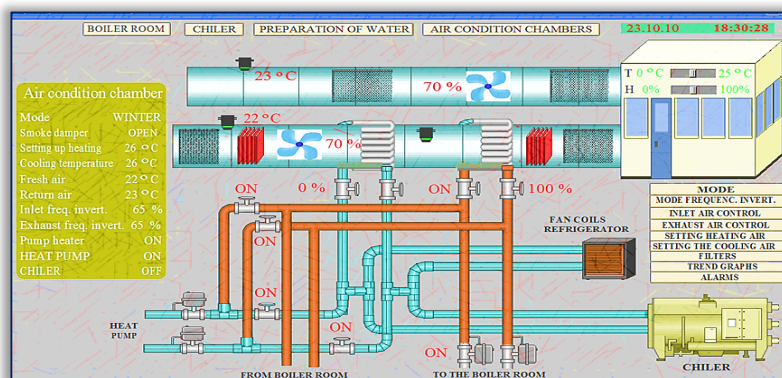 BOILER ROOM
CHILER
PREPARATION OF WATER
AIR CONDITION CHAMBERS
23.10.10 18:30:28
23 °C
70 %
T 0 °C 25 °C
H 0% 100%
Air condition chamber
Mode WINTER
Smoke damper OPEN
Setting up heating 26 °C
Cooling temperature 26 °C
Fresh air 22 °C
Return air 23 °C
Inlet freq. invert. 65 %
Exhaust freq. invert. 65 %
Pump heater ON
HEAT PUMP ON
CHILER OFF
22 °C
70 %
ON
0 %
ON
100 %
ON
MODE
MODE FREQUENC. INVERT.
INLET AIR CONTROL
EXHAUST AIR CONTROL
SETTING HEATING AIR
SETTING THE COOLING AIR
FILTERS
TREND GRAPHS
ALARMS
FAN COILS
REFRIGERATOR
ON
HEAT
PUMP
ON
ON
FROM BOILER ROOM
TO THE BOILER ROOM
CHILER